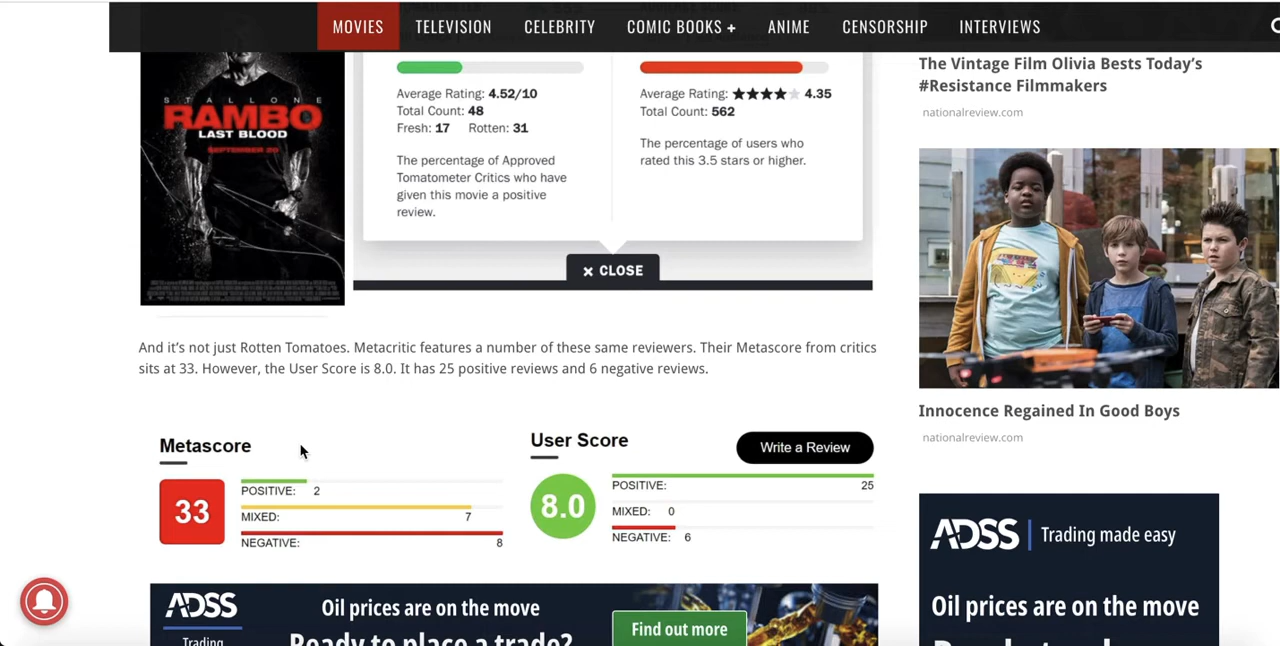 MOVIES TELEVISION CELEBRITY COMIC BOOKS + ANIME CENSORSHIP INTERVIEWS
STALLONE
RAMBO
LAST BLOOD
SEPTEMBER 20
Average Rating: 4.52/10
Total Count: 48
Fresh: 17 Rotten: 31
The percentage of Approved
Tomatometer Critics who have
given this movie a positive
review.
Average Rating: ★★★★★ 4.35
Total Count: 562
The percentage of users who
rated this 3.5 stars or higher.
× CLOSE
And it’s not just Rotten Tomatoes. Metacritic features a number of these same reviewers. Their Metascore from critics
sits at 33. However, the User Score is 8.0. It has 25 positive reviews and 6 negative reviews.
Metascore
33
POSITIVE: 2
MIXED: 7
NEGATIVE: 8
User Score
Write a Review
8.0
POSITIVE: 25
MIXED: 0
NEGATIVE: 6
ADSS
Trading
Oil prices are on the move
Ready to place a trade?
Find out more
The Vintage Film Olivia Bests Today’s
#Resistance Filmmakers
nationalreview.com
Innocence Regained In Good Boys
nationalreview.com
ADSS Trading made easy
Oil prices are on the move